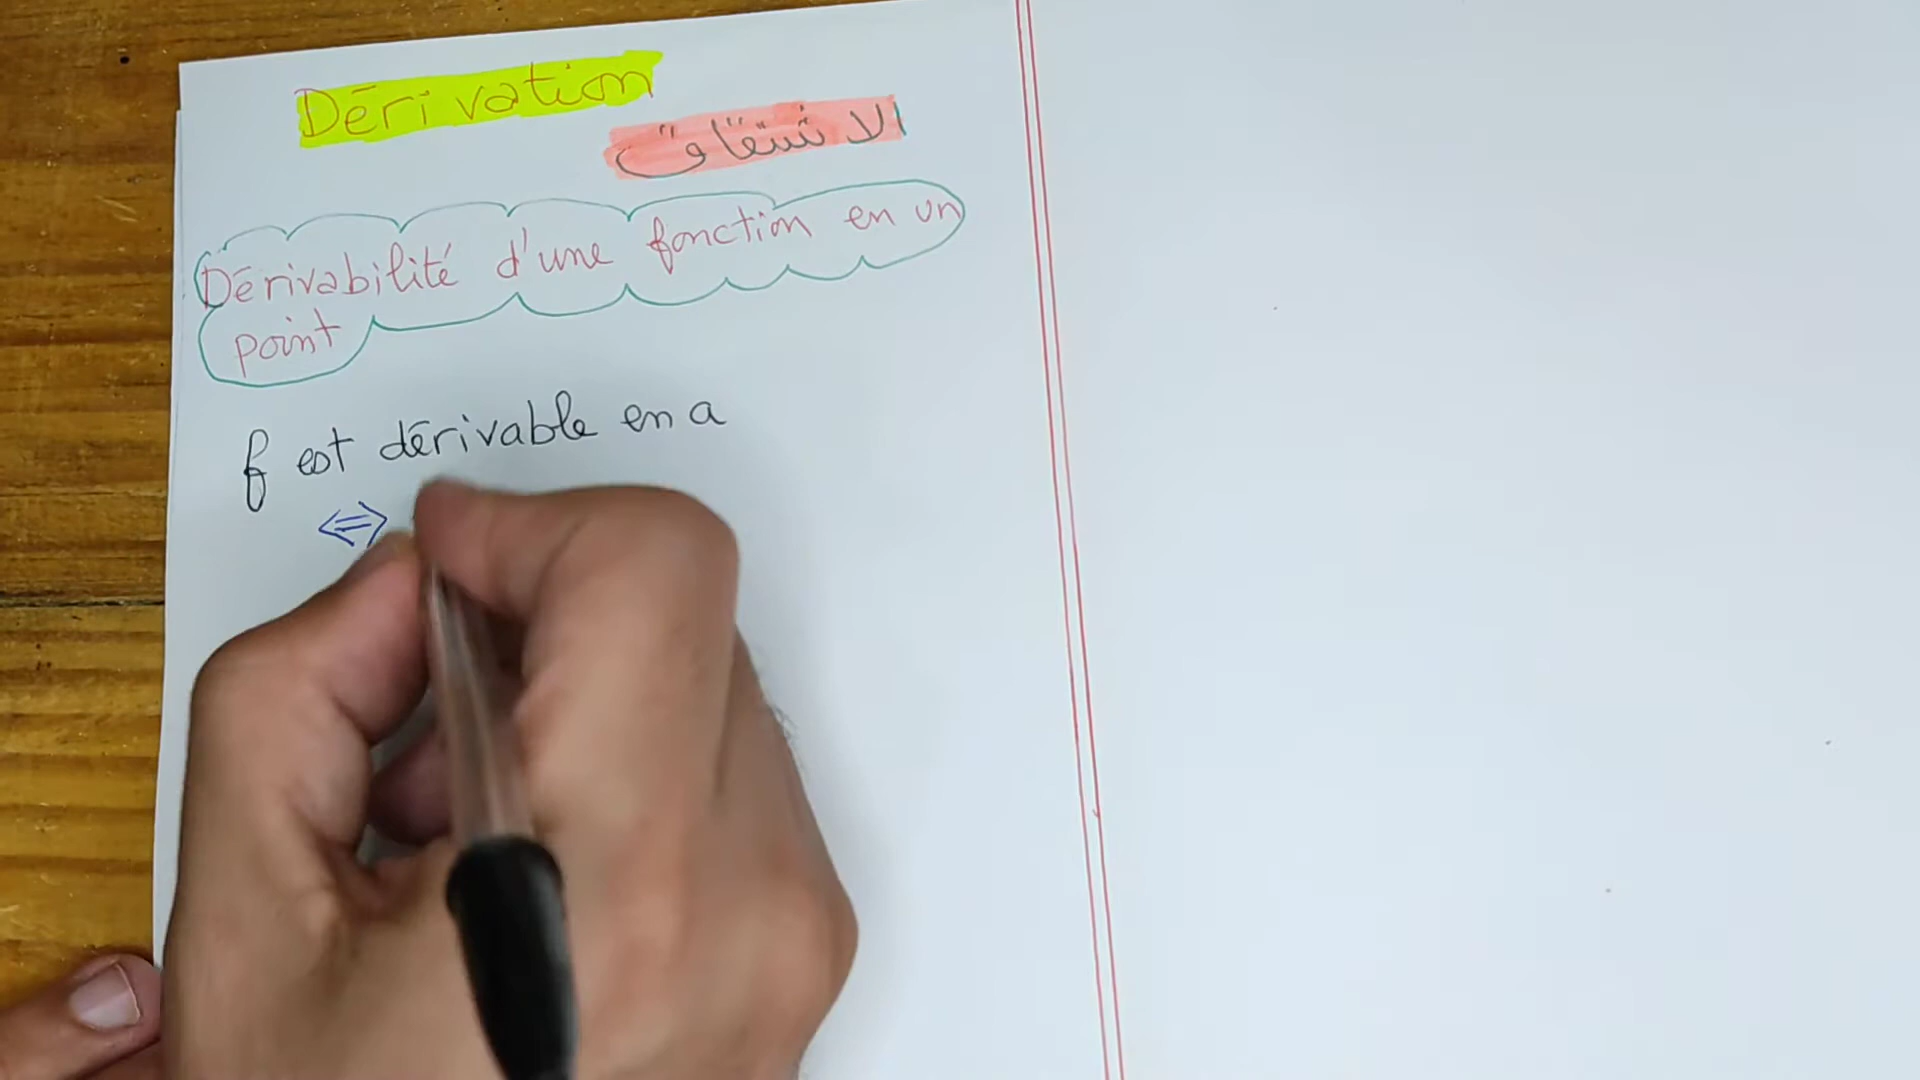 Dérivation
الاشتقاق
Dérivabilité d'une fonction en un
point
f est dérivable en a
⇔